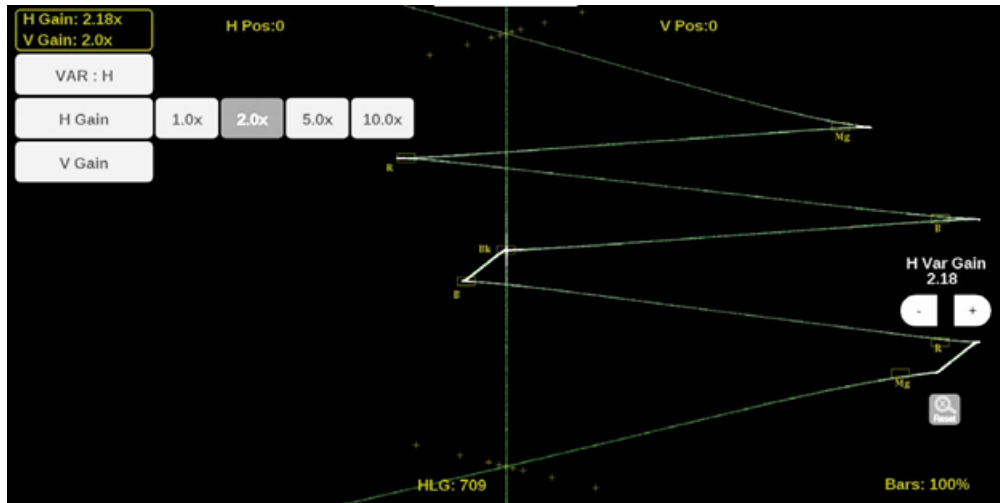 H Gain: 2.18x
V Gain: 2.0x
H Pos:0
V Pos:0
VAR : H
H Gain
1.0x
2.0x
5.0x
10.0x
V Gain
Mg
R
B
Bk
H Var Gain
2.18
B
-
+
R
Mg
Reset
HLG: 709
Bars: 100%